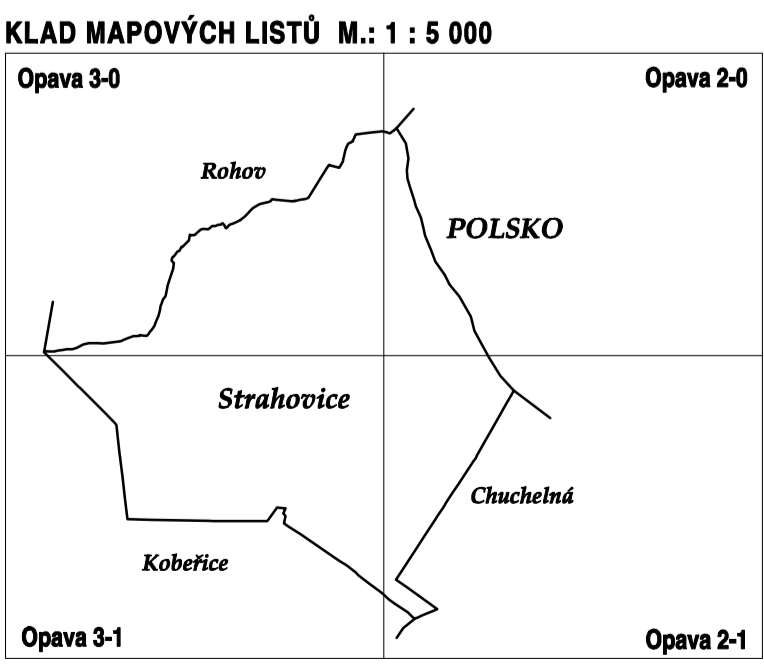 KLAD MAPOVÝCH LISTŮ M.: 1 : 5 000
Opava 3-0
Opava 2-0
Rohov
POLSKO
Strahovice
Chuchelná
Kobeřice
Opava 3-1
Opava 2-1